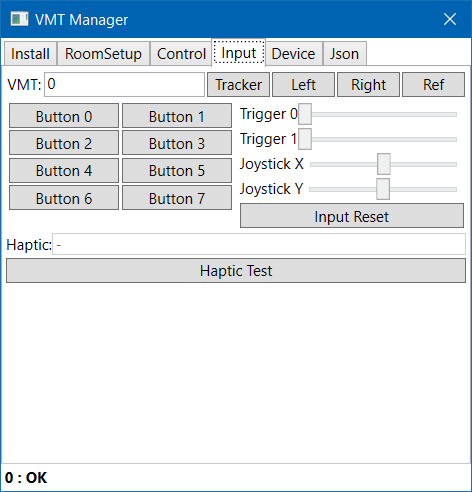 VMT Manager
Install RoomSetup Control Input Device Json
VMT: 0 Tracker Left Right Ref
Button 0 Button 1 Trigger 0
Button 2 Button 3 Trigger 1
Button 4 Button 5 Joystick X
Button 6 Button 7 Joystick Y
Input Reset
Haptic: -
Haptic Test
0 : OK